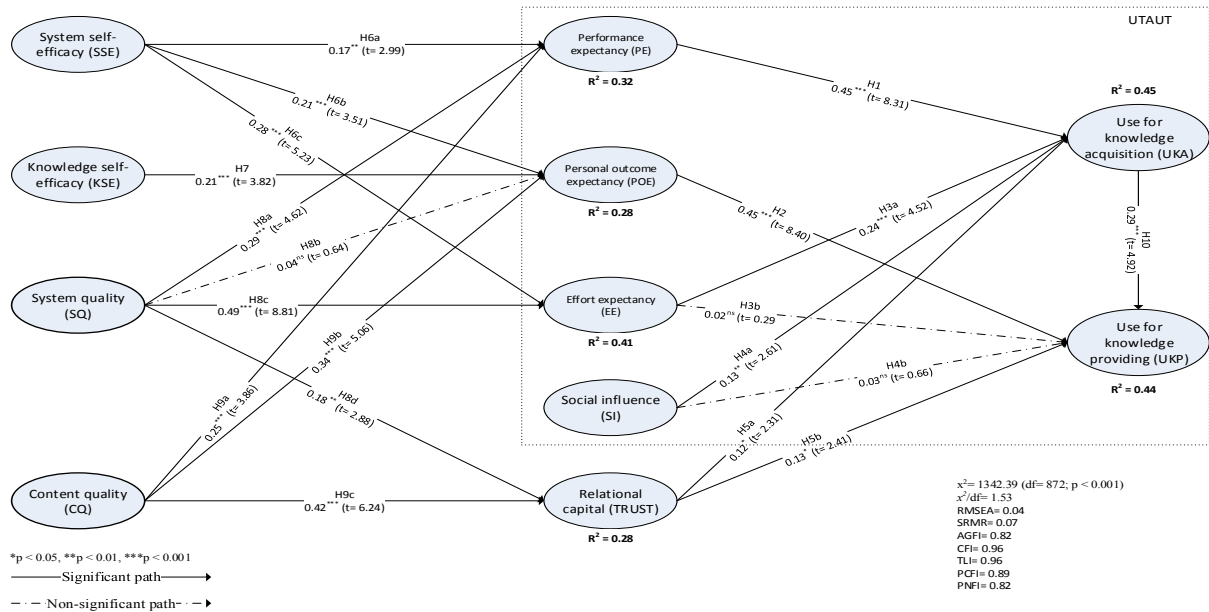 UTAUT
System self-
efficacy (SSE)
H6a
0.17** (t= 2.99)
Performance
expectancy (PE)
R² = 0.32
H6b
0.21*** (t= 3.51)
H6c
0.28*** (t= 5.23)
H1
0.45*** (t= 8.31)
R² = 0.45
Use for
knowledge
acquisition (UKA)
Knowledge self-
efficacy (KSE)
H7
0.21*** (t= 3.82)
Personal outcome
expectancy (POE)
R² = 0.28
H2
0.45*** (t= 8.40)
H3a
0.24*** (t= 4.52)
H10
0.29*** (t= 4.92)
H8a
0.29*** (t= 4.62)
H8b
0.04ns (t= 0.64)
System quality
(SQ)
H8c
0.49*** (t= 8.81)
Effort expectancy
(EE)
R² = 0.41
H3b
0.02ns (t= 0.29
Use for
knowledge
providing (UKP)
R² = 0.44
H9b
0.34*** (t= 5.06)
H4a
0.13** (t= 2.61)
H4b
0.03ns (t= 0.66)
H8d
0.18** (t= 2.88)
Social influence
(SI)
H9a
0.25*** (t= 3.86)
H5a
0.12* (t= 2.31)
H5b
0.13* (t= 2.41)
Content quality
(CQ)
H9c
0.42*** (t= 6.24)
Relational
capital (TRUST)
R² = 0.28
x²= 1342.39 (df= 872; p < 0.001)
x²/df= 1.53
RMSEA= 0.04
SRMR= 0.07
AGFI= 0.82
CFI= 0.96
TLI= 0.96
PCFI= 0.89
PNFI= 0.82
*p < 0.05, **p < 0.01, ***p < 0.001
Significant path
Non-significant path